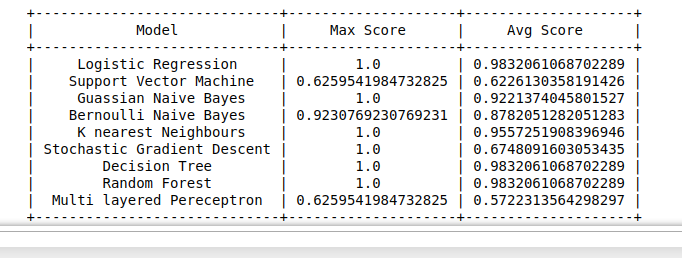 +-----------------------------+--------------------+--------------------+
| Model | Max Score | Avg Score |
+-----------------------------+--------------------+--------------------+
| Logistic Regression | 1.0 | 0.9832061068702289 |
| Support Vector Machine | 0.6259541984732825 | 0.6226130358191426 |
| Guassian Naive Bayes | 1.0 | 0.9221374045801527 |
| Bernoulli Naive Bayes | 0.9230769230769231 | 0.8782051282051283 |
| K nearest Neighbours | 1.0 | 0.9557251908396946 |
| Stochastic Gradient Descent | 1.0 | 0.6748091603053435 |
| Decision Tree | 1.0 | 0.9832061068702289 |
| Random Forest | 1.0 | 0.9832061068702289 |
| Multi layered Pereceptron | 0.6259541984732825 | 0.5722313564298297 |
+-----------------------------+--------------------+--------------------+